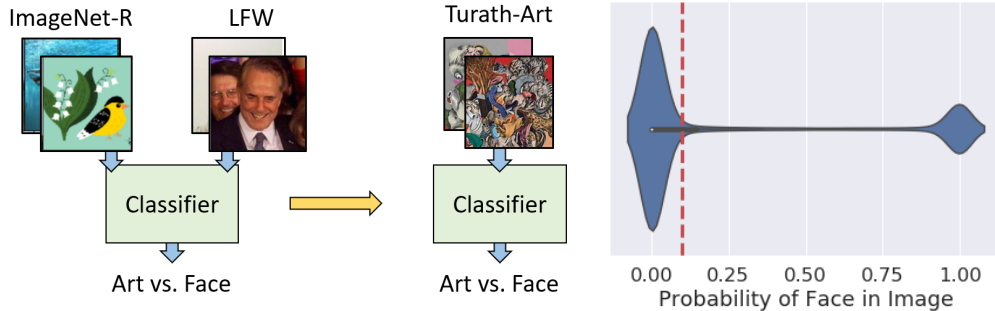 ImageNet-R
LFW
Turath-Art
Classifier
Classifier
Art vs. Face
Art vs. Face
0.00 0.25 0.50 0.75 1.00
Probability of Face in Image